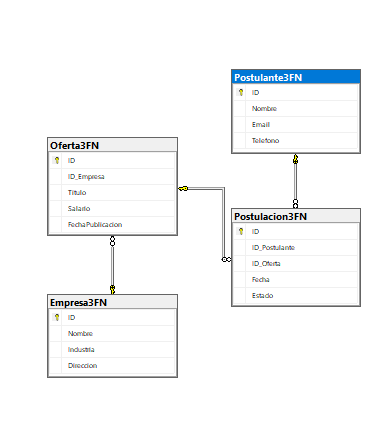 Postulante3FN
ID
Nombre
Email
Telefono
Oferta3FN
ID
ID_Empresa
Titulo
Salario
FechaPublicacion
Postulacion3FN
ID
ID_Postulante
ID_Oferta
Fecha
Estado
Empresa3FN
ID
Nombre
Industria
Direccion